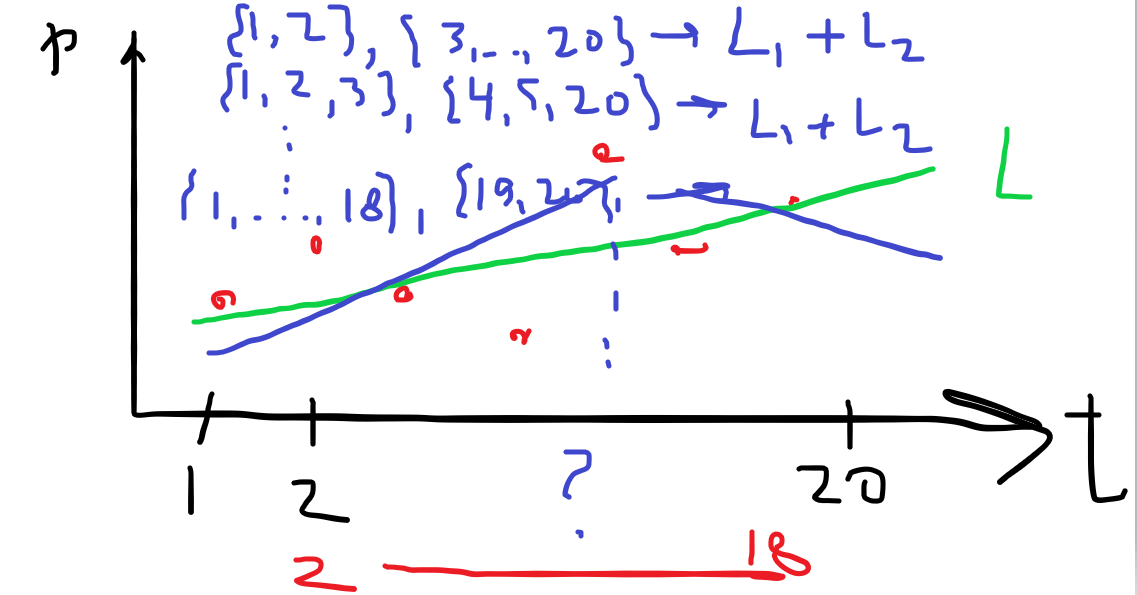 p
{1, 2}, {3, ..., 20} → L₁ + L₂
{1, 2, 3}, {4, 5, 20} → L₁ + L₂
{1, ..., 18}, {19, 20}, →
L
1 2 ? 20 t
2 18